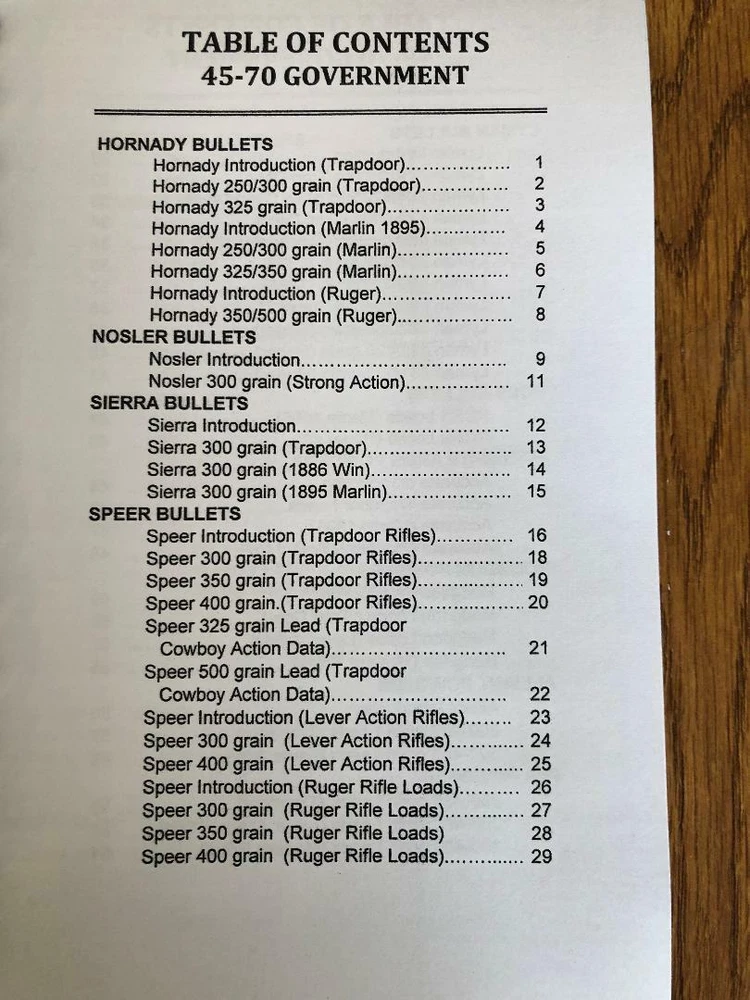 TABLE OF CONTENTS
45-70 GOVERNMENT
HORNADY BULLETS
Hornady Introduction (Trapdoor).................. 1
Hornady 250/300 grain (Trapdoor)............... 2
Hornady 325 grain (Trapdoor)..................... 3
Hornady Introduction (Marlin 1895).............. 4
Hornady 250/300 grain (Marlin)................... 5
Hornady 325/350 grain (Marlin)................... 6
Hornady Introduction (Ruger)...................... 7
Hornady 350/500 grain (Ruger).................... 8
NOSLER BULLETS
Nosler Introduction................................... 9
Nosler 300 grain (Strong Action).................. 11
SIERRA BULLETS
Sierra Introduction.................................... 12
Sierra 300 grain (Trapdoor)........................ 13
Sierra 300 grain (1886 Win)........................ 14
Sierra 300 grain (1895 Marlin)..................... 15
SPEER BULLETS
Speer Introduction (Trapdoor Rifles)............. 16
Speer 300 grain (Trapdoor Rifles).................. 18
Speer 350 grain (Trapdoor Rifles).................. 19
Speer 400 grain.(Trapdoor Rifles).................. 20
Speer 325 grain Lead (Trapdoor
Cowboy Action Data)............................. 21
Speer 500 grain Lead (Trapdoor
Cowboy Action Data)............................. 22
Speer Introduction (Lever Action Rifles)........ 23
Speer 300 grain (Lever Action Rifles)............ 24
Speer 400 grain (Lever Action Rifles)............ 25
Speer Introduction (Ruger Rifle Loads).......... 26
Speer 300 grain (Ruger Rifle Loads)............. 27
Speer 350 grain (Ruger Rifle Loads) 28
Speer 400 grain (Ruger Rifle Loads)............. 29